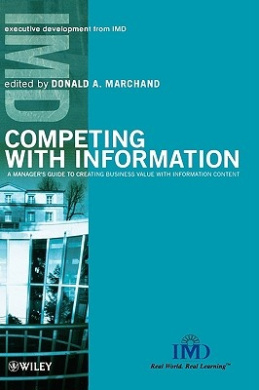 IMD
executive development from IMD
edited by DONALD A. MARCHAND
COMPETING
WITH INFORMATION
A MANAGER'S GUIDE TO CREATING BUSINESS VALUE WITH INFORMATION CONTENT
WILEY
IMD
Real World. Real Learning™